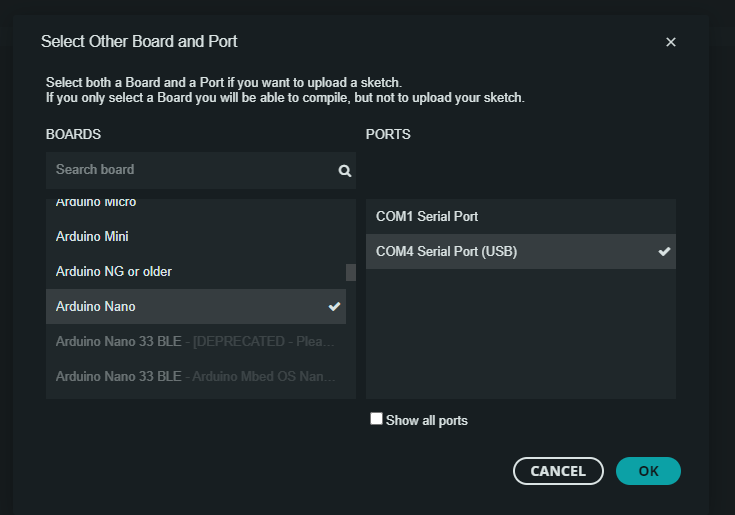 Select Other Board and Port
Select both a Board and a Port if you want to upload a sketch.
If you only select a Board you will be able to compile, but not to upload your sketch.
BOARDS
Search board
Arduino Micro
Arduino Mini
Arduino NG or older
Arduino Nano
Arduino Nano 33 BLE - [DEPRECATED - Plea...
Arduino Nano 33 BLE - Arduino Mbed OS Nan...
PORTS
COM1 Serial Port
COM4 Serial Port (USB)
Show all ports
CANCEL
OK